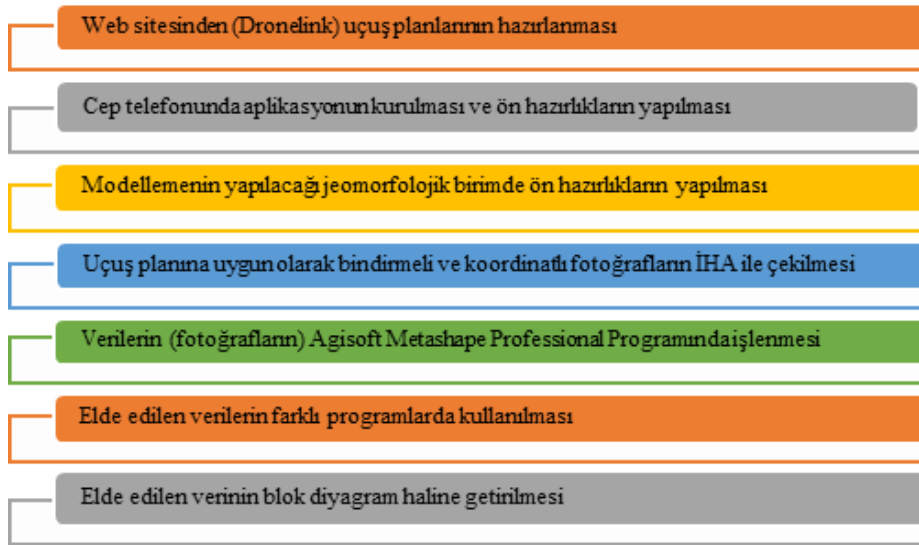 Web sitesinden (Dronelink) uçuş planlarının hazırlanması
Cep telefonunda aplikasyonun kurulması ve ön hazırlıkların yapılması
Modellemenin yapılacağı jeomorfolojik birimde ön hazırlıkların yapılması
Uçuş planına uygun olarak bindirmeli ve koordinatlı fotoğrafların İHA ile çekilmesi
Verilerin (fotoğrafların) Agisoft Metashape Professional Programında işlenmesi
Elde edilen verilerin farklı programlarda kullanılması
Elde edilen verinin blok diyagram haline getirilmesi